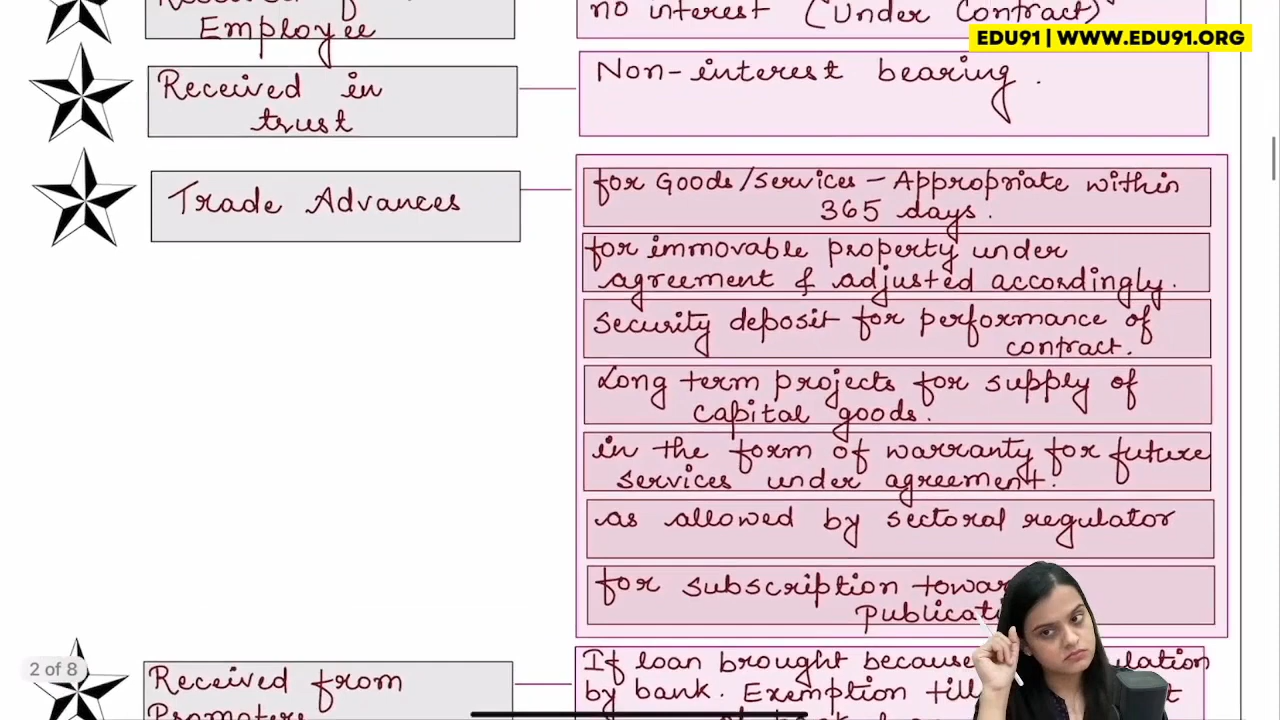 Employee
no interest (Under Contract)
EDU91 | WWW.EDU91.ORG
Received in
trust
Non-interest bearing.
Trade Advances
for Goods/Services - Appropriate within
365 days.
for immovable property under
agreement & adjusted accordingly.
Security deposit for performance of
contract.
Long term projects for supply of
capital goods.
in the form of warranty for future
services under agreement.
as allowed by sectoral regulator
for subscription
2 of 8
Received from
Promoters
If loan brought because
by bank. Exemption till